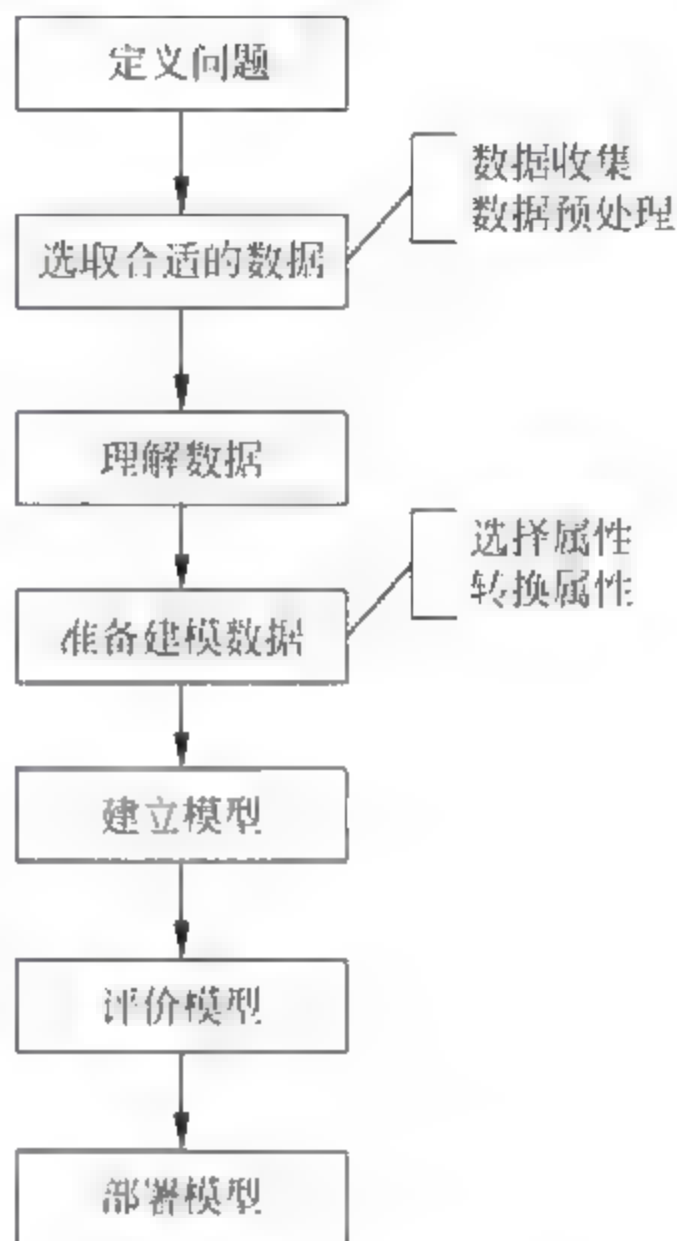 定义问题
数据收集
数据预处理
选取合适的数据
理解数据
选择属性
转换属性
准备建模数据
建立模型
评价模型
部署模型